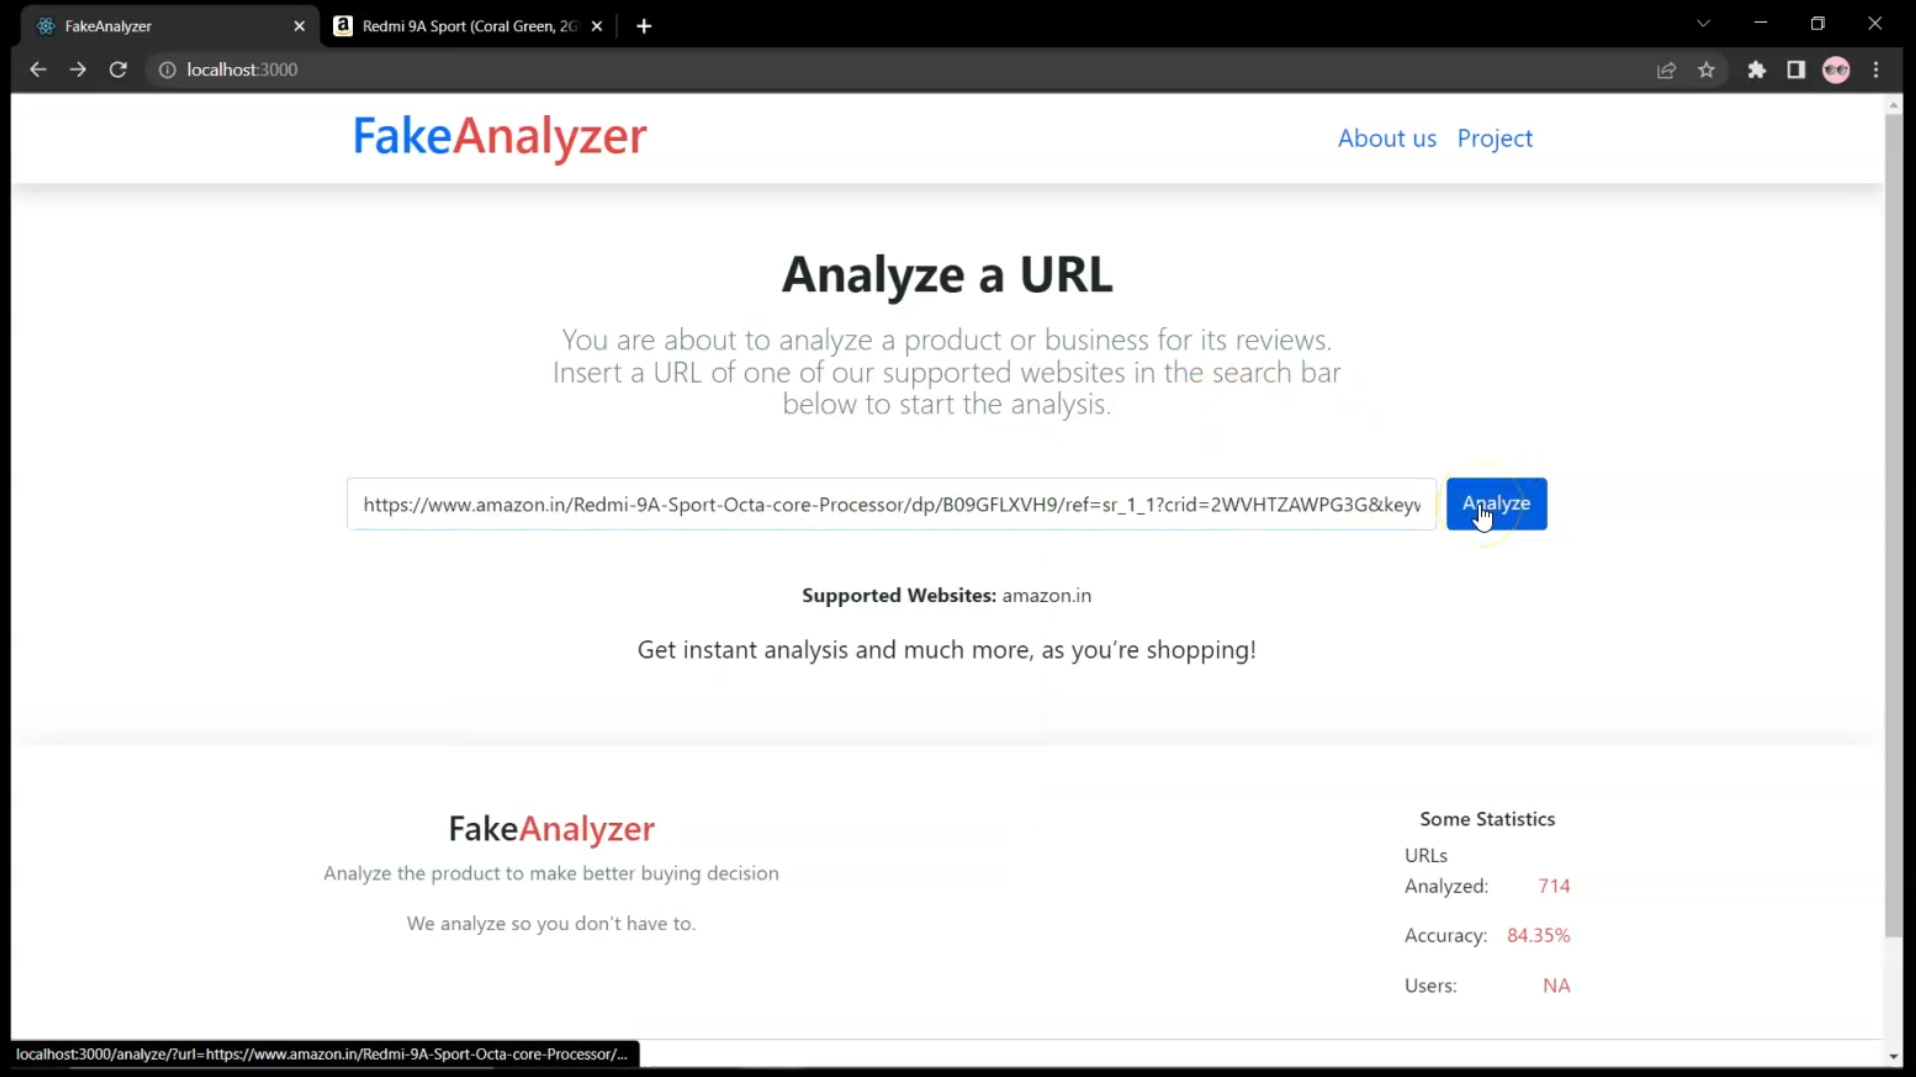 FakeAnalyzer
Redmi 9A Sport (Coral Green, 2G
localhost:3000
FakeAnalyzer
About us Project
Analyze a URL
You are about to analyze a product or business for its reviews.
Insert a URL of one of our supported websites in the search bar
below to start the analysis.
https://www.amazon.in/Redmi-9A-Sport-Octa-core-Processor/dp/B09GFLXVH9/ref=sr_1_1?crid=2WVHTZAWPG3G&keyw
Analyze
Supported Websites: amazon.in
Get instant analysis and much more, as you’re shopping!
FakeAnalyzer
Analyze the product to make better buying decision
We analyze so you don't have to.
Some Statistics
URLs
Analyzed: 714
Accuracy: 84.35%
Users: NA
localhost:3000/analyze/?url=https://www.amazon.in/Redmi-9A-Sport-Octa-core-Processor/...